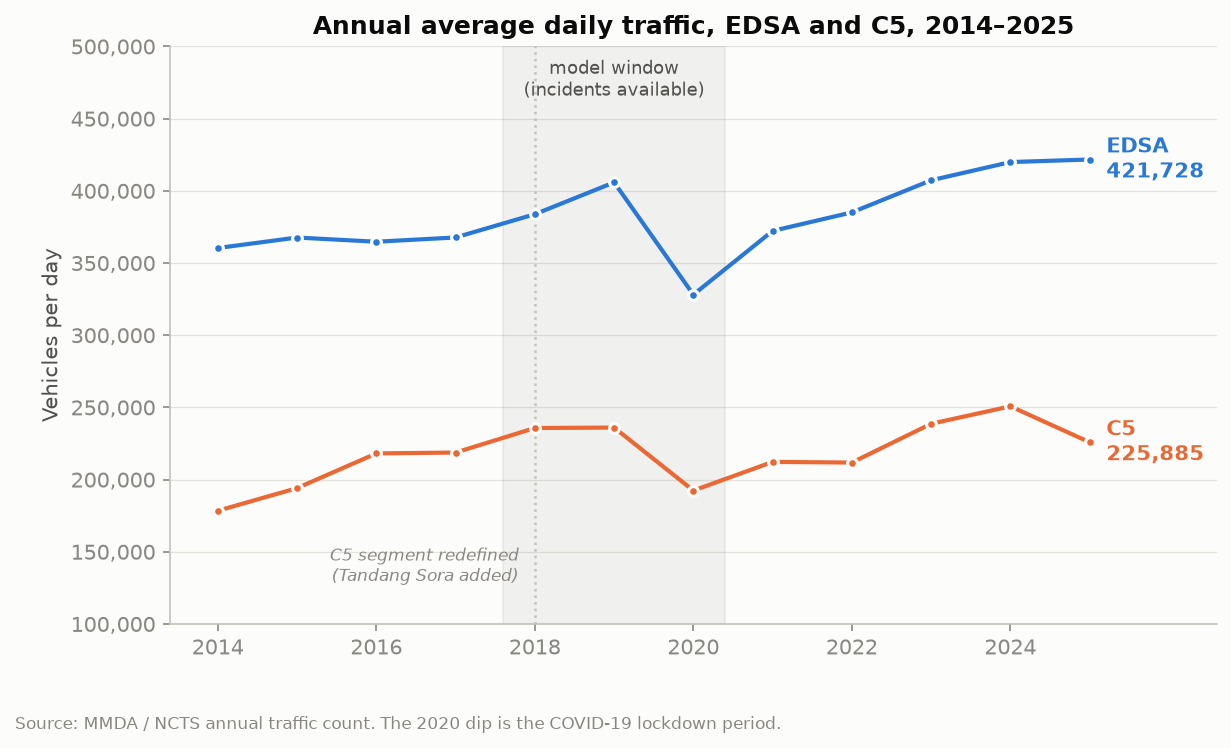 Annual average daily traffic, EDSA and C5, 2014–2025
500,000
450,000
400,000
350,000
300,000
250,000
200,000
150,000
100,000
Vehicles per day
model window
(incidents available)
EDSA
421,728
C5
225,885
C5 segment redefined
(Tandang Sora added)
2014
2016
2018
2020
2022
2024
Source: MMDA / NCTS annual traffic count. The 2020 dip is the COVID-19 lockdown period.